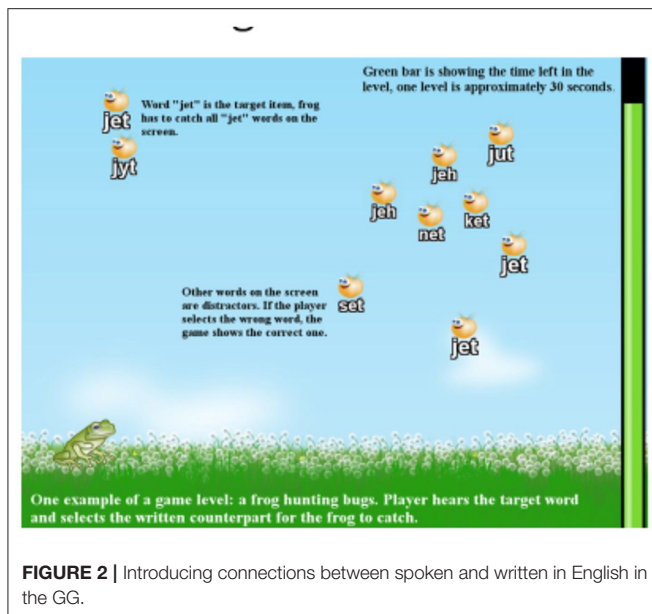 Green bar is showing the time left in the
level, one level is approximately 30 seconds.
Word "jet" is the target item, frog
has to catch all "jet" words on the
screen.
jet
jyt
jut
jeh
jeh
ket
net
jet
Other words on the screen
are distractors. If the player
selects the wrong word, the
game shows the correct one.
set
jet
One example of a game level: a frog hunting bugs. Player hears the target word
and selects the written counterpart for the frog to catch.
FIGURE 2 | Introducing connections between spoken and written in English in
the GG.